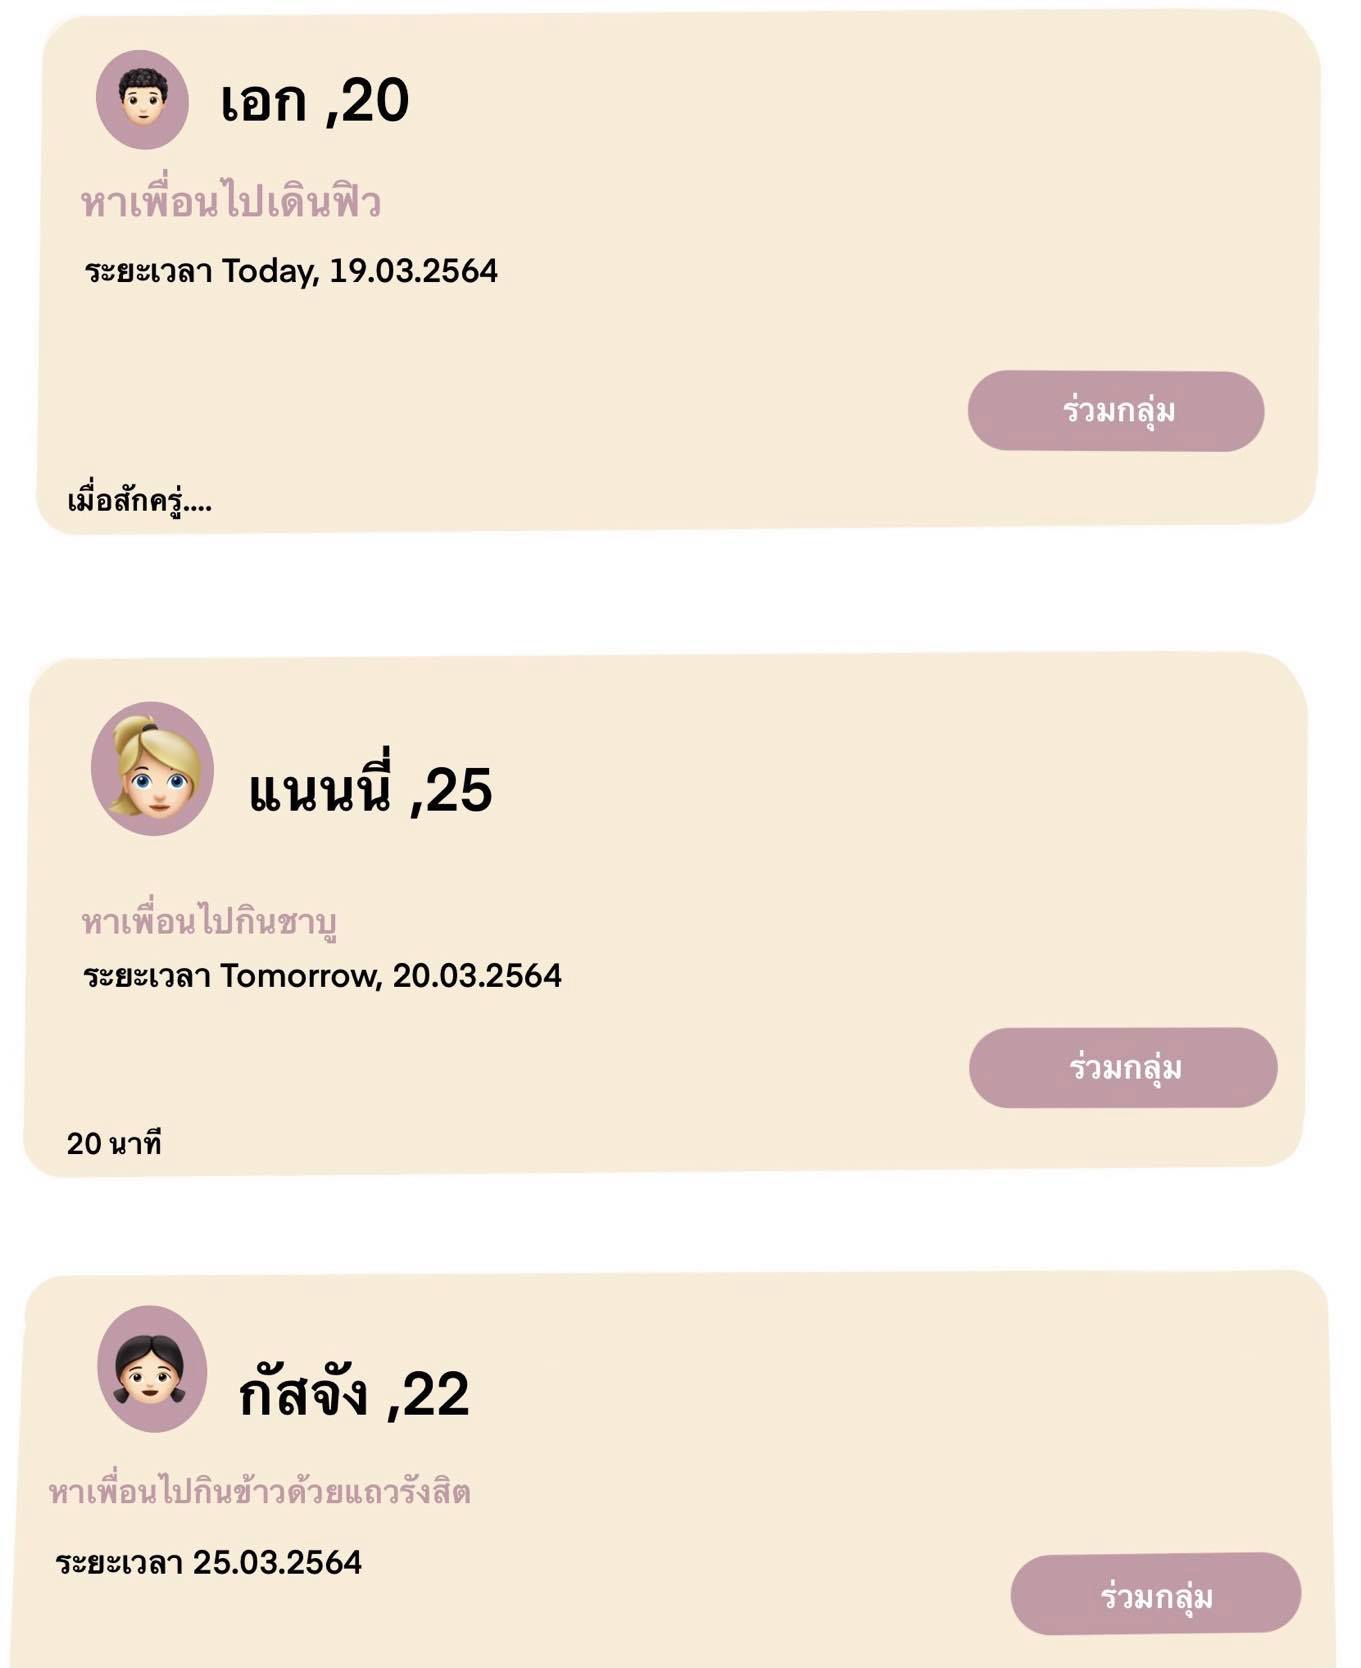 เอก ,20
หาเพื่อนไปเดินฟิว
ระยะเวลา Today, 19.03.2564
ร่วมกลุ่ม
เมื่อสักครู่....
แนนนี่ ,25
หาเพื่อนไปกินชาบู
ระยะเวลา Tomorrow, 20.03.2564
ร่วมกลุ่ม
20 นาที
กัสจัง ,22
หาเพื่อนไปกินข้าวด้วยแถวรังสิต
ระยะเวลา 25.03.2564
ร่วมกลุ่ม